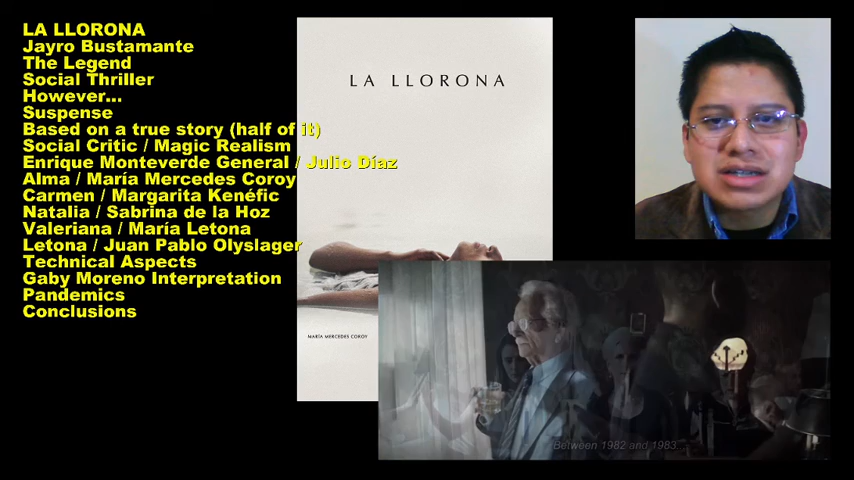 LA LLORONA
Jayro Bustamante
The Legend
Social Thriller
However...
Suspense
Based on a true story (half of it)
Social Critic / Magic Realism
Enrique Monteverde General / Julio Díaz
Alma / María Mercedes Coroy
Carmen / Margarita Kenéfic
Natalia / Sabrina de la Hoz
Valeriana / María Letona
Letona / Juan Pablo Olyslager
Technical Aspects
Gaby Moreno Interpretation
Pandemics
Conclusions
LA LLORONA
MARÍA MERCEDES COROY
Between 1982 and 1983...